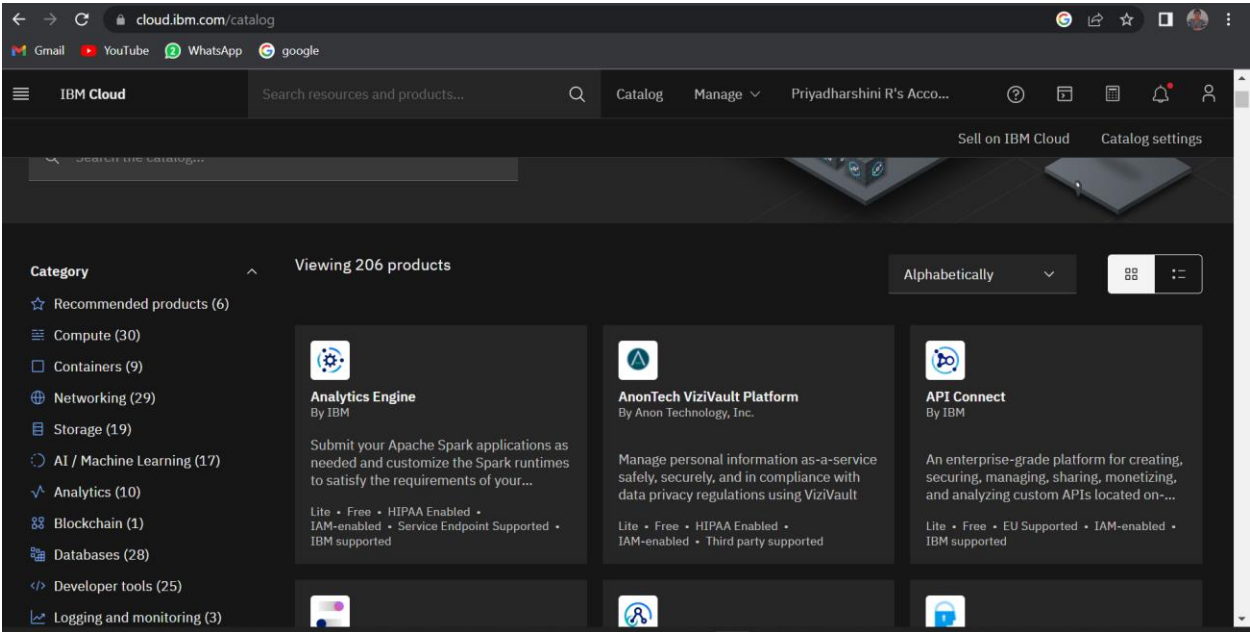 cloud.ibm.com/catalog
Gmail YouTube 2 WhatsApp google
IBM Cloud Search resources and products... Catalog Manage Priyadharshini R's Acco...
Sell on IBM Cloud Catalog settings
Search the catalog...
Category
Recommended products (6)
Compute (30)
Containers (9)
Networking (29)
Storage (19)
AI / Machine Learning (17)
Analytics (10)
Blockchain (1)
Databases (28)
Developer tools (25)
Logging and monitoring (3)
Viewing 206 products
Alphabetically
Analytics Engine
By IBM
Submit your Apache Spark applications as
needed and customize the Spark runtimes
to satisfy the requirements of your...
Lite • Free • HIPAA Enabled •
IAM-enabled • Service Endpoint Supported •
IBM supported
AnonTech ViziVault Platform
By Anon Technology, Inc.
Manage personal information as-a-service
safely, securely, and in compliance with
data privacy regulations using ViziVault
Lite • Free • HIPAA Enabled •
IAM-enabled • Third party supported
API Connect
By IBM
An enterprise-grade platform for creating,
securing, managing, sharing, monetizing,
and analyzing custom APIs located on-...
Lite • Free • EU Supported • IAM-enabled •
IBM supported